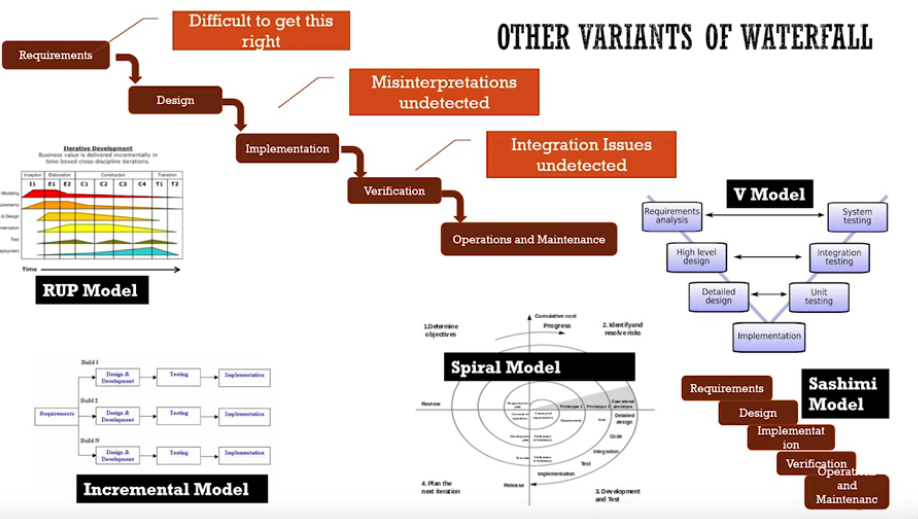 OTHER VARIANTS OF WATERFALL
Difficult to get this
right
Requirements
Misinterpretations
undetected
Design
Integration Issues
undetected
Implementation
Verification
Operations and Maintenance
Iterative Development
Business value is delivered incrementally in
time-boxed cross-discipline iterations.
Inception Elaboration Construction Transition
I1 E1 E2 C1 C2 C3 C4 T1 T2
Modeling
& Design
Test
Time
RUP Model
V Model
Requirements
analysis
System
testing
High level
design
Integration
testing
Detailed
design
Unit
testing
Implementation
Build 1
Design &
Development
Testing
Implementation
Build 2
Requirements
Design &
Development
Testing
Implementation
Build N
Design &
Development
Testing
Implementation
Incremental Model
Cumulative cost
Progress
1.Determine
objectives
2. Identify and
resolve risks
Spiral Model
Review
Prototype 1
Prototype 2
Operational
prototype
Requirements
Detailed
design
Code
Integration
Test
Implementation
Release
4. Plan the
next iteration
3. Development
and Test
Sashimi
Model
Requirements
Design
Implementat
ion
Verification
and
Maintenanc